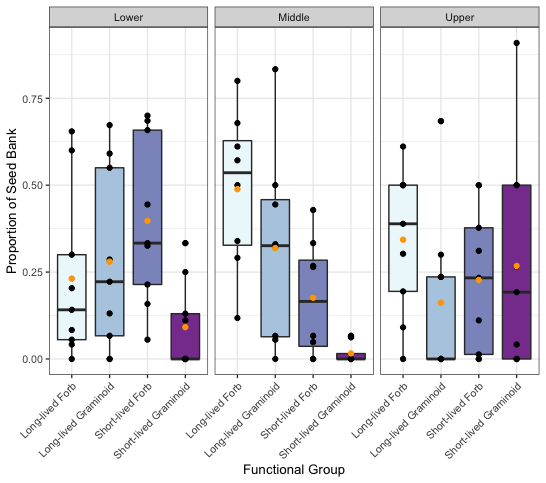 Lower Middle Upper
0.75
0.50
0.25
0.00
Proportion of Seed Bank
Long-lived Forb
Long-lived Graminoid
Short-lived Forb
Short-lived Graminoid
Long-lived Forb
Long-lived Graminoid
Short-lived Forb
Short-lived Graminoid
Long-lived Forb
Long-lived Graminoid
Short-lived Forb
Short-lived Graminoid
Functional Group